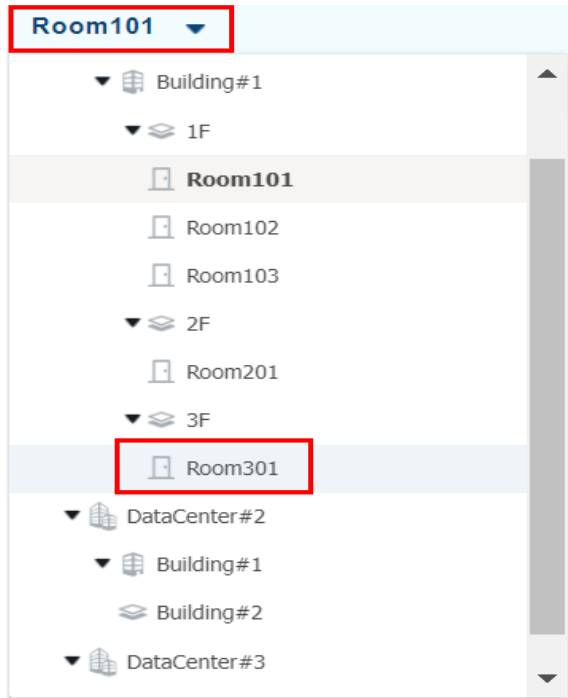 Room101
Building#1
1F
Room101
Room102
Room103
2F
Room201
3F
Room301
DataCenter#2
Building#1
Building#2
DataCenter#3